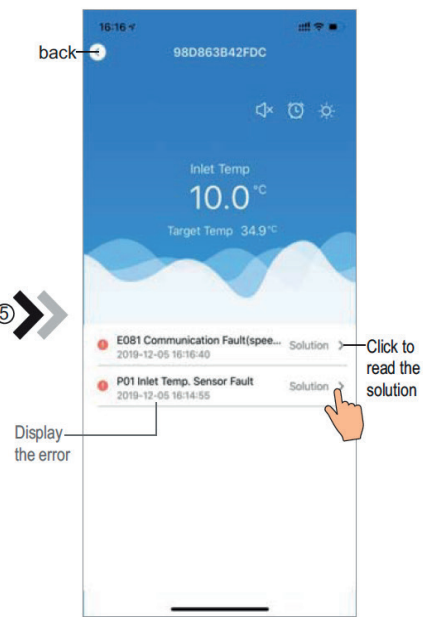 16:16
back
98D863B42FDC
Inlet Temp
10.0°C
Target Temp 34.9°C
⑤
E081 Communication Fault(spee... Solution >
2019-12-05 16:16:40
Click to
read the
solution
P01 Inlet Temp. Sensor Fault Solution >
2019-12-05 16:14:55
Display
the error